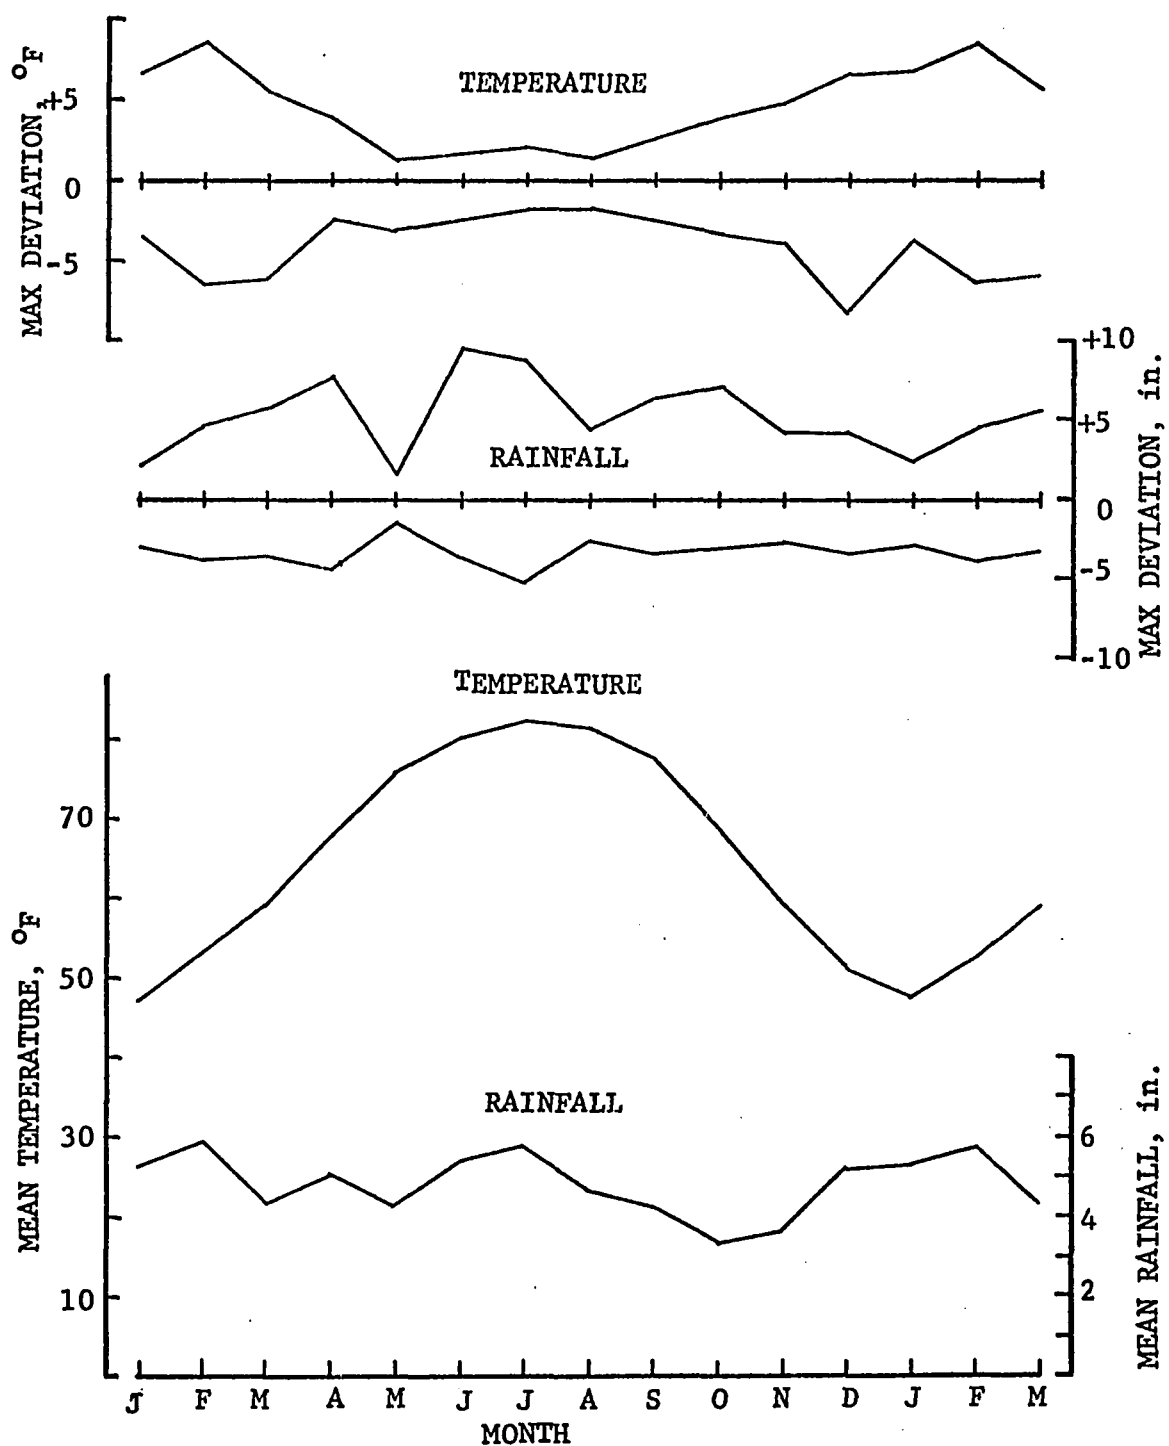 MAX DEVIATION, °F
+5
0
-5
TEMPERATURE
RAINFALL
+10
+5
0
-5
-10
MAX DEVIATION, in.
TEMPERATURE
MEAN TEMPERATURE, °F
70
50
30
10
RAINFALL
6
4
2
MEAN RAINFALL, in.
J F M A M J J A S O N D J F M
MONTH